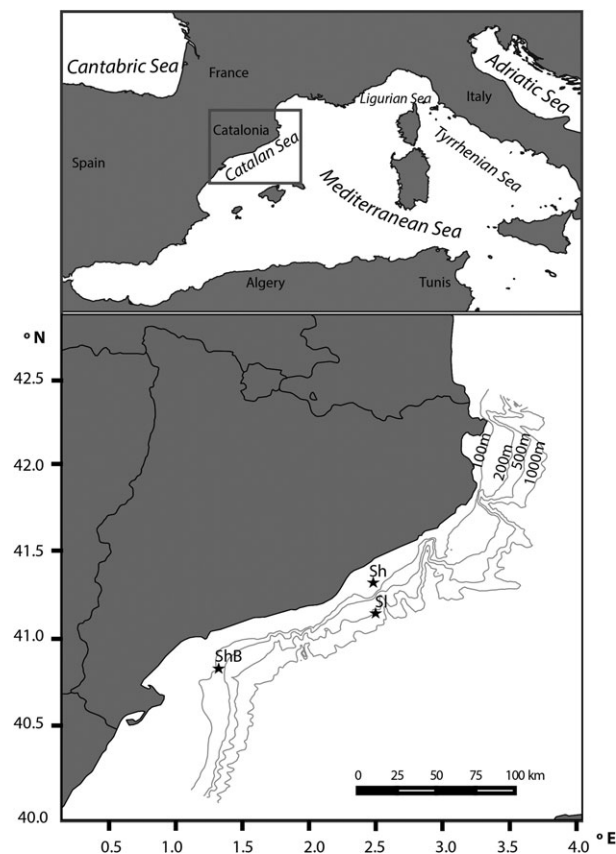 Cantabric Sea
France
Adriatic Sea
Ligurian Sea
Italy
Catalonia
Catalan Sea
Tyrrhenian Sea
Spain
Mediterranean Sea
Algery
Tunis
o N
42.5
42.0
41.5
41.0
40.5
40.0
100m
200m
500m
1000m
Sh
Sl
ShB
0 25 50 75 100 km
0.5 1.0 1.5 2.0 2.5 3.0 3.5 4.0 o E